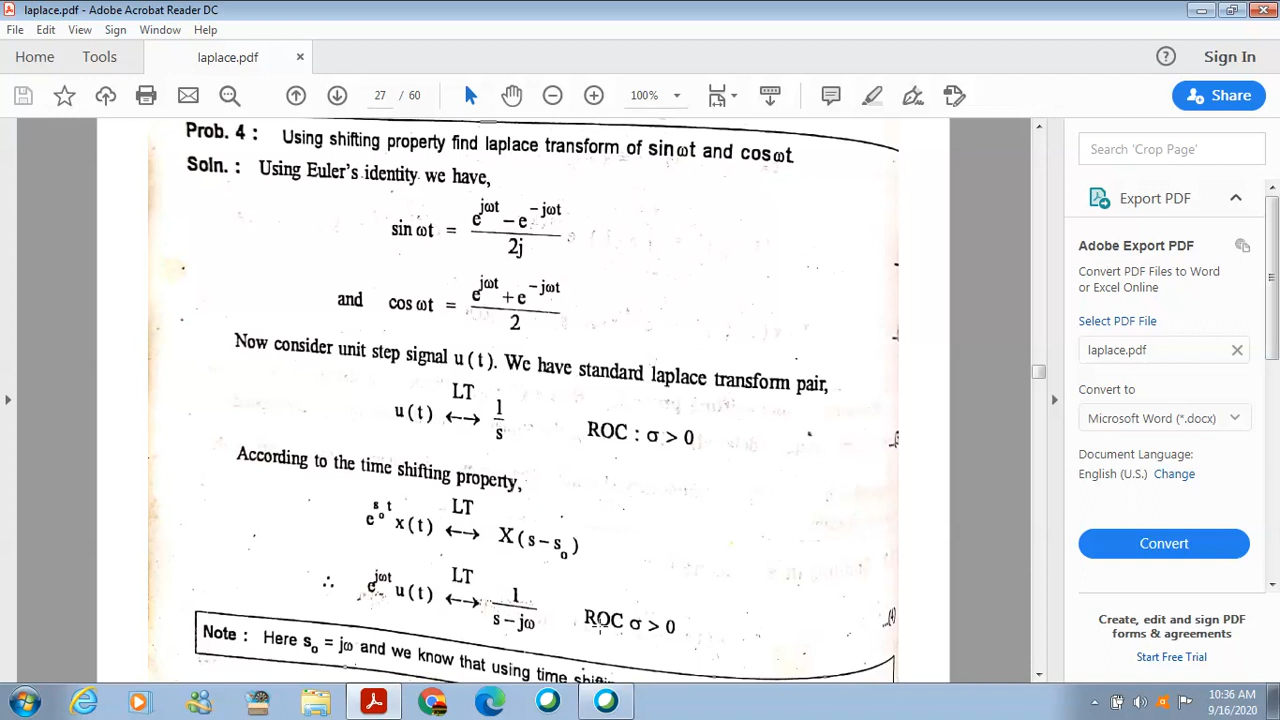 laplace.pdf - Adobe Acrobat Reader DC
File Edit View Sign Window Help
Home Tools laplace.pdf × ? Sign In
27 / 60 100% Share
Prob. 4 : Using shifting property find laplace transform of sin ωt and cos ωt.
Soln. : Using Euler's identity we have,
sin ωt = (e^{jωt} – e^{–jωt}) / 2j
and cos ωt = (e^{jωt} + e^{–jωt}) / 2
Now consider unit step signal u ( t ). We have standard laplace transform pair,
u ( t ) ←LT→ 1/s ROC : σ > 0
According to the time shifting property,
e^{s_o t} x ( t ) ←LT→ X ( s – s_o )
∴ e^{jωt} u ( t ) ←LT→ 1 / (s – jω) ROC σ > 0
Note : Here s_o = jω and we know that using time
Search 'Crop Page'
Export PDF
Adobe Export PDF
Convert PDF Files to Word
or Excel Online
Select PDF File
laplace.pdf ×
Convert to
Microsoft Word (*.docx)
Document Language:
English (U.S.) Change
Convert
Create, edit and sign PDF
forms & agreements
Start Free Trial
10:36 AM
9/16/2020